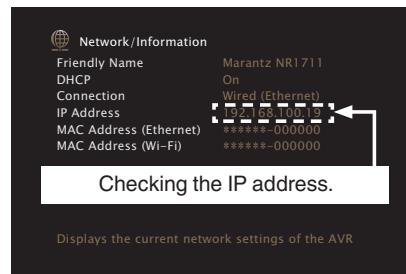 Network/Information
Friendly Name Marantz NR1711
DHCP On
Connection Wired (Ethernet)
IP Address 192.168.100.19
MAC Address (Ethernet) ******-000000
MAC Address (Wi-Fi) ******-000000
Checking the IP address.
Displays the current network settings of the AVR